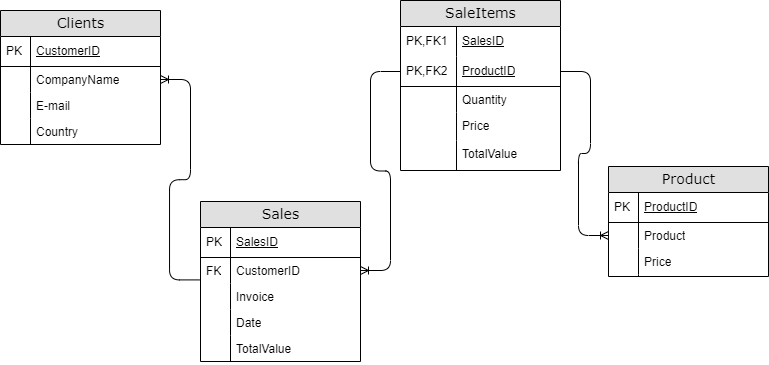 Clients
PK CustomerID
CompanyName
E-mail
Country
SaleItems
PK,FK1 SalesID
PK,FK2 ProductID
Quantity
Price
TotalValue
Sales
PK SalesID
FK CustomerID
Invoice
Date
TotalValue
Product
PK ProductID
Product
Price